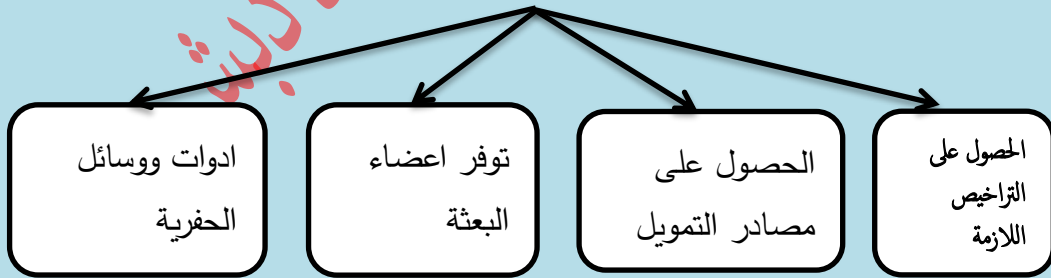 الحصول على
التراخيص
اللازمة
الحصول على
مصادر التمويل
توفر اعضاء
البعثة
ادوات ووسائل
الحفرية